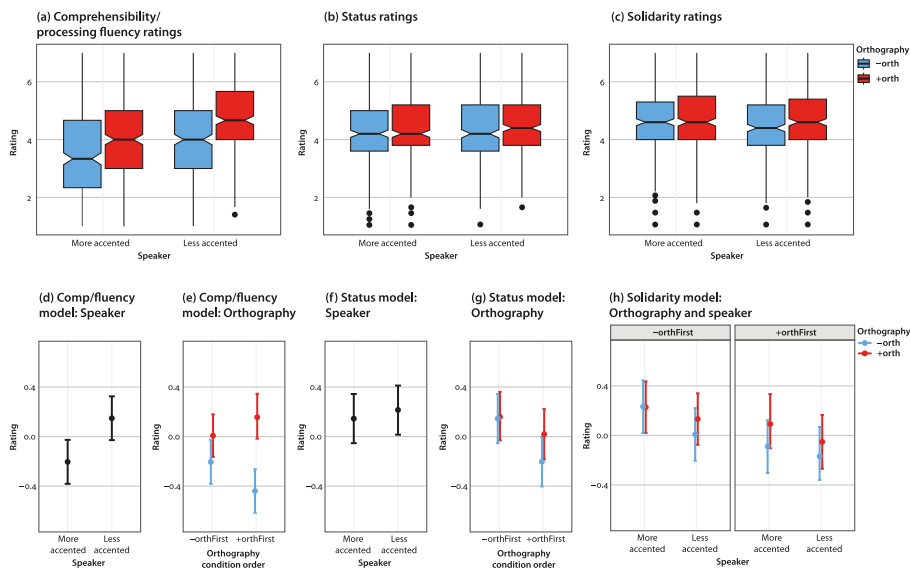 (a) Comprehensibility/
processing fluency ratings
(b) Status ratings
(c) Solidarity ratings
Rating
6
4
2
More accented
Less accented
Speaker
Rating
6
4
2
More accented
Less accented
Speaker
Rating
6
4
2
More accented
Less accented
Speaker
Orthography
−orth
+orth
(d) Comp/fluency
model: Speaker
(e) Comp/fluency
model: Orthography
(f) Status model:
Speaker
(g) Status model:
Orthography
(h) Solidarity model:
Orthography and speaker
Rating
0.4
0.0
−0.4
More
accented
Less
accented
Speaker
Rating
0.4
0.0
−0.4
−orthFirst
+orthFirst
Orthography
condition order
Rating
0.4
0.0
−0.4
More
accented
Less
accented
Speaker
Rating
0.4
0.0
−0.4
−orthFirst
+orthFirst
Orthography
condition order
−orthFirst
+orthFirst
Rating
0.4
0.0
−0.4
More
accented
Less
accented
More
accented
Less
accented
Speaker
Orthography
−orth
+orth